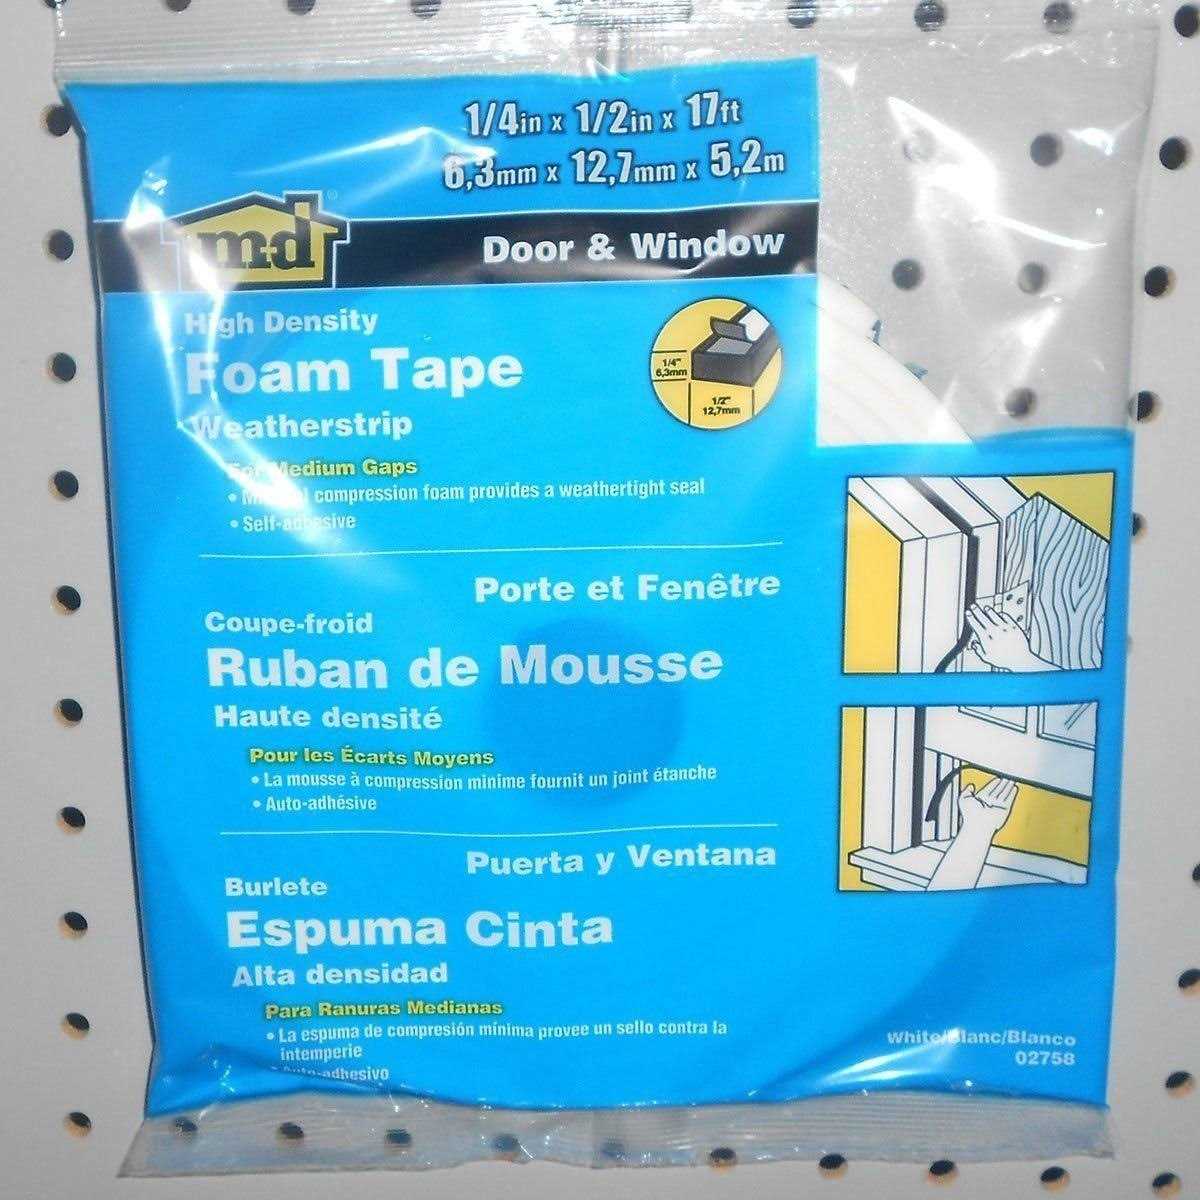 1/4in x 1/2in x 17ft
6,3mm x 12,7mm x 5,2m
m-d
®
Door & Window
High Density
Foam Tape
Weatherstrip
For Medium Gaps
• Minimal compression foam provides a weathertight seal
• Self-adhesive
1/4"
6,3mm
1/2"
12,7mm
Porte et Fenêtre
Coupe-froid
Ruban de Mousse
Haute densité
Pour les Écarts Moyens
• La mousse à compression minime fournit un joint étanche
• Auto-adhésive
Puerta y Ventana
Burlete
Espuma Cinta
Alta densidad
Para Ranuras Medianas
• La espuma de compresión mínima provee un sello contra la
intemperie
• Auto-adhesivo
White/Blanc/Blanco
02758